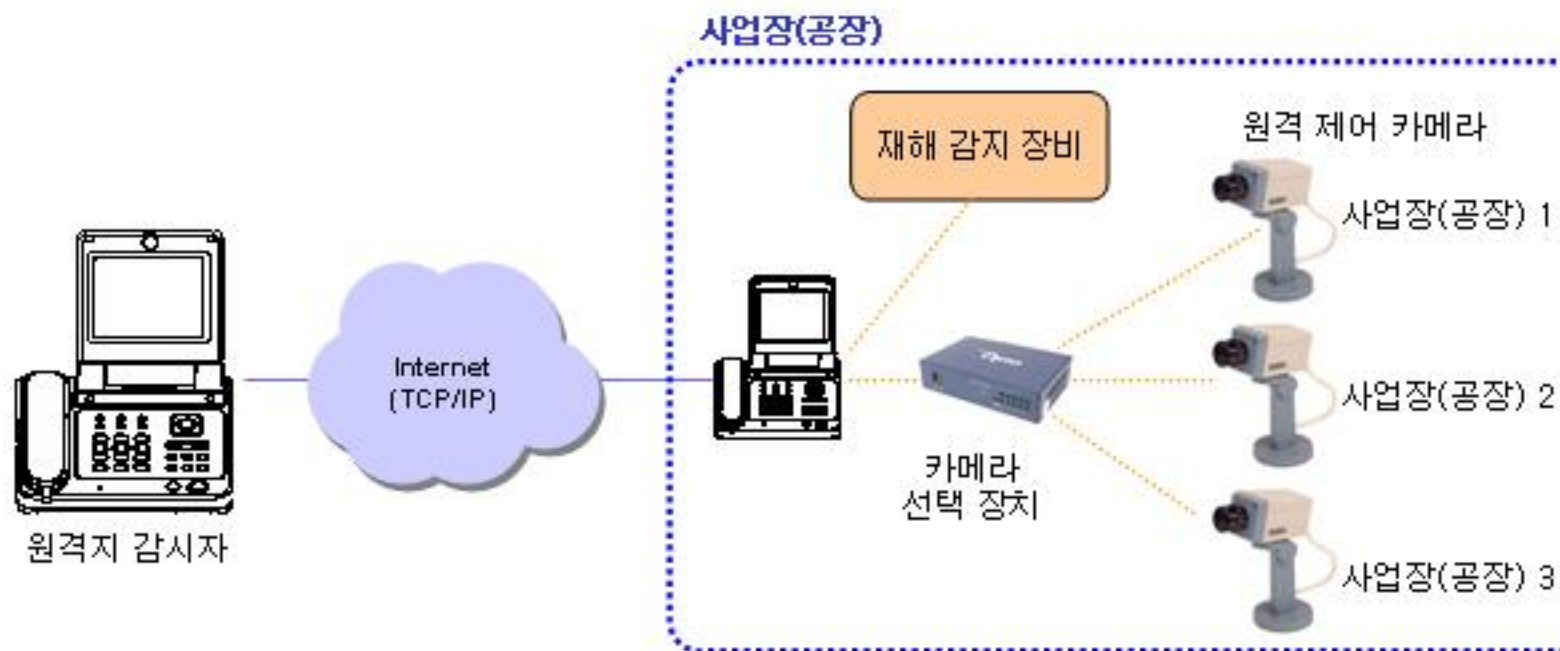 사업장(공장)
재해 감지 장비
원격 제어 카메라
사업장(공장) 1
Internet
(TCP/IP)
사업장(공장) 2
카메라
선택 장치
원격지 감시자
사업장(공장) 3